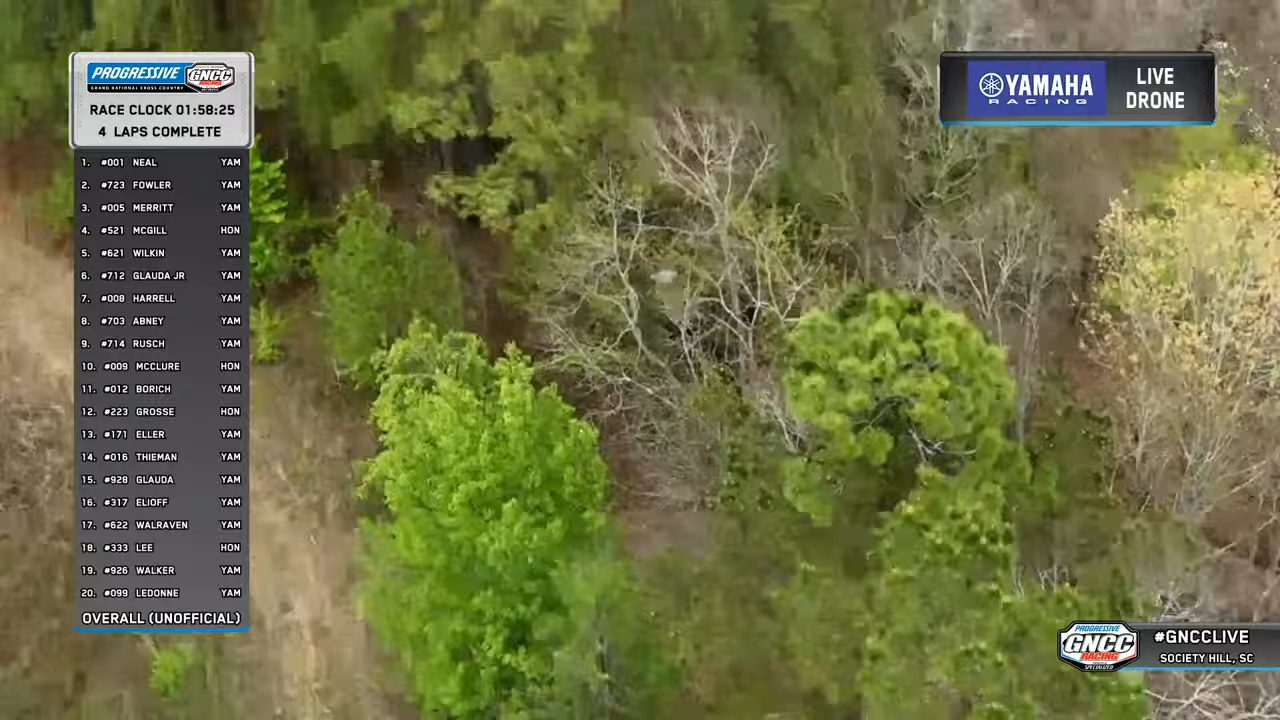 PROGRESSIVE GNCC RACING
GRAND NATIONAL CROSS COUNTRY
RACE CLOCK 01:58:25
4 LAPS COMPLETE
1. #001 NEAL YAM
2. #723 FOWLER YAM
3. #005 MERRITT YAM
4. #521 MCGILL HON
5. #621 WILKIN YAM
6. #712 GLAUDA JR YAM
7. #008 HARRELL YAM
8. #703 ABNEY YAM
9. #714 RUSCH YAM
10. #009 MCCLURE HON
11. #012 BORICH YAM
12. #223 GROSSE HON
13. #171 ELLER YAM
14. #016 THIEMAN YAM
15. #928 GLAUDA YAM
16. #317 ELIOFF YAM
17. #622 WALRAVEN YAM
18. #333 LEE HON
19. #926 WALKER YAM
20. #099 LEDONNE YAM
OVERALL (UNOFFICIAL)
YAMAHA
RACING
LIVE
DRONE
PROGRESSIVE
GNCC
RACING
SPECIALIZED
#GNCCLIVE
SOCIETY HILL, SC